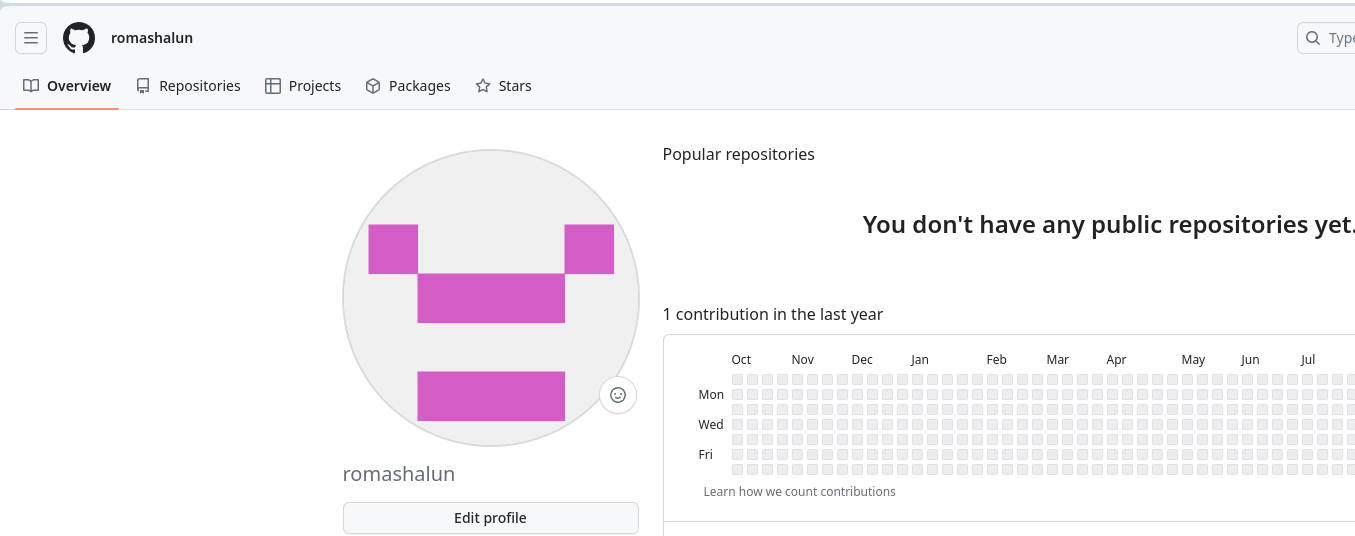 romashalun
Type
Overview Repositories Projects Packages Stars
Popular repositories
You don't have any public repositories yet.
1 contribution in the last year
Oct Nov Dec Jan Feb Mar Apr May Jun Jul
Mon
Wed
Fri
Learn how we count contributions
romashalun
Edit profile